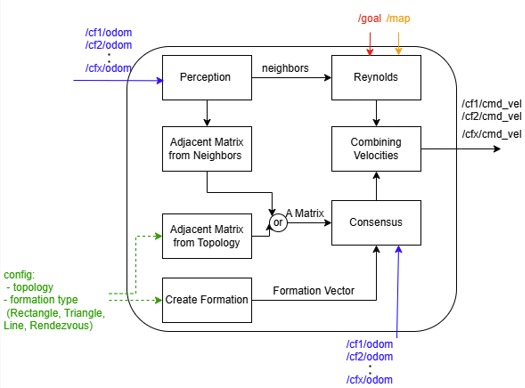 /goal
/map
/cf1/odom
/cf2/odom
:
/cfx/odom
Perception
neighbors
Reynolds
/cf1/cmd_vel
/cf2/cmd_vel
/cfx/cmd_vel
Adjacent Matrix
from Neighbors
Combining
Velocities
Adjacent Matrix
from Topology
or
A Matrix
Consensus
config:
- topology
- formation type
(Rectangle, Triangle,
Line, Rendezvous)
Create Formation
Formation Vector
/cf1/odom
/cf2/odom
:
/cfx/odom